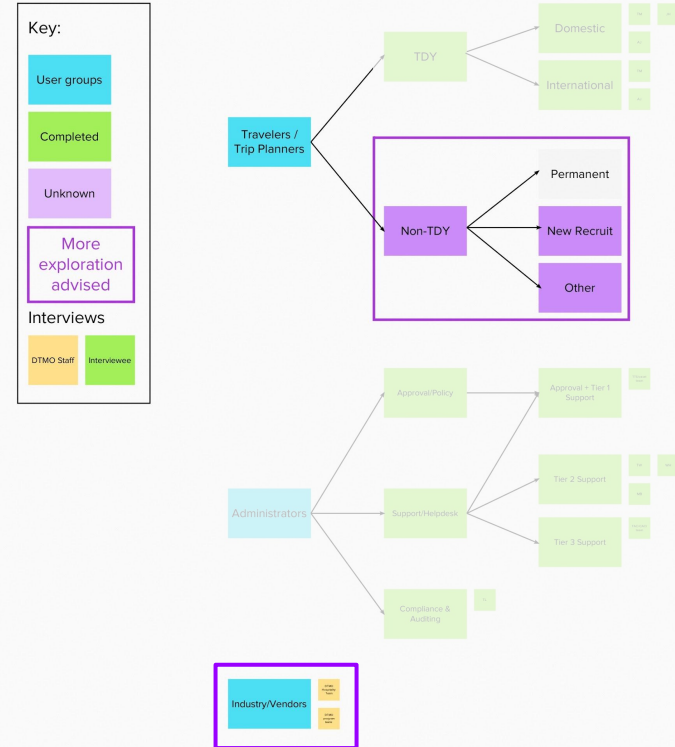 Key:
User groups
Completed
Unknown
More
exploration
advised
Interviews
DTMO Staff
Interviewee
Travelers /
Trip Planners
TDY
Domestic
International
Non-TDY
Permanent
New Recruit
Other
Administrators
Approval/Policy
Approval + Tier 1
Support
Support/Helpdesk
Tier 2 Support
Tier 3 Support
Compliance &
Auditing
Industry/Vendors